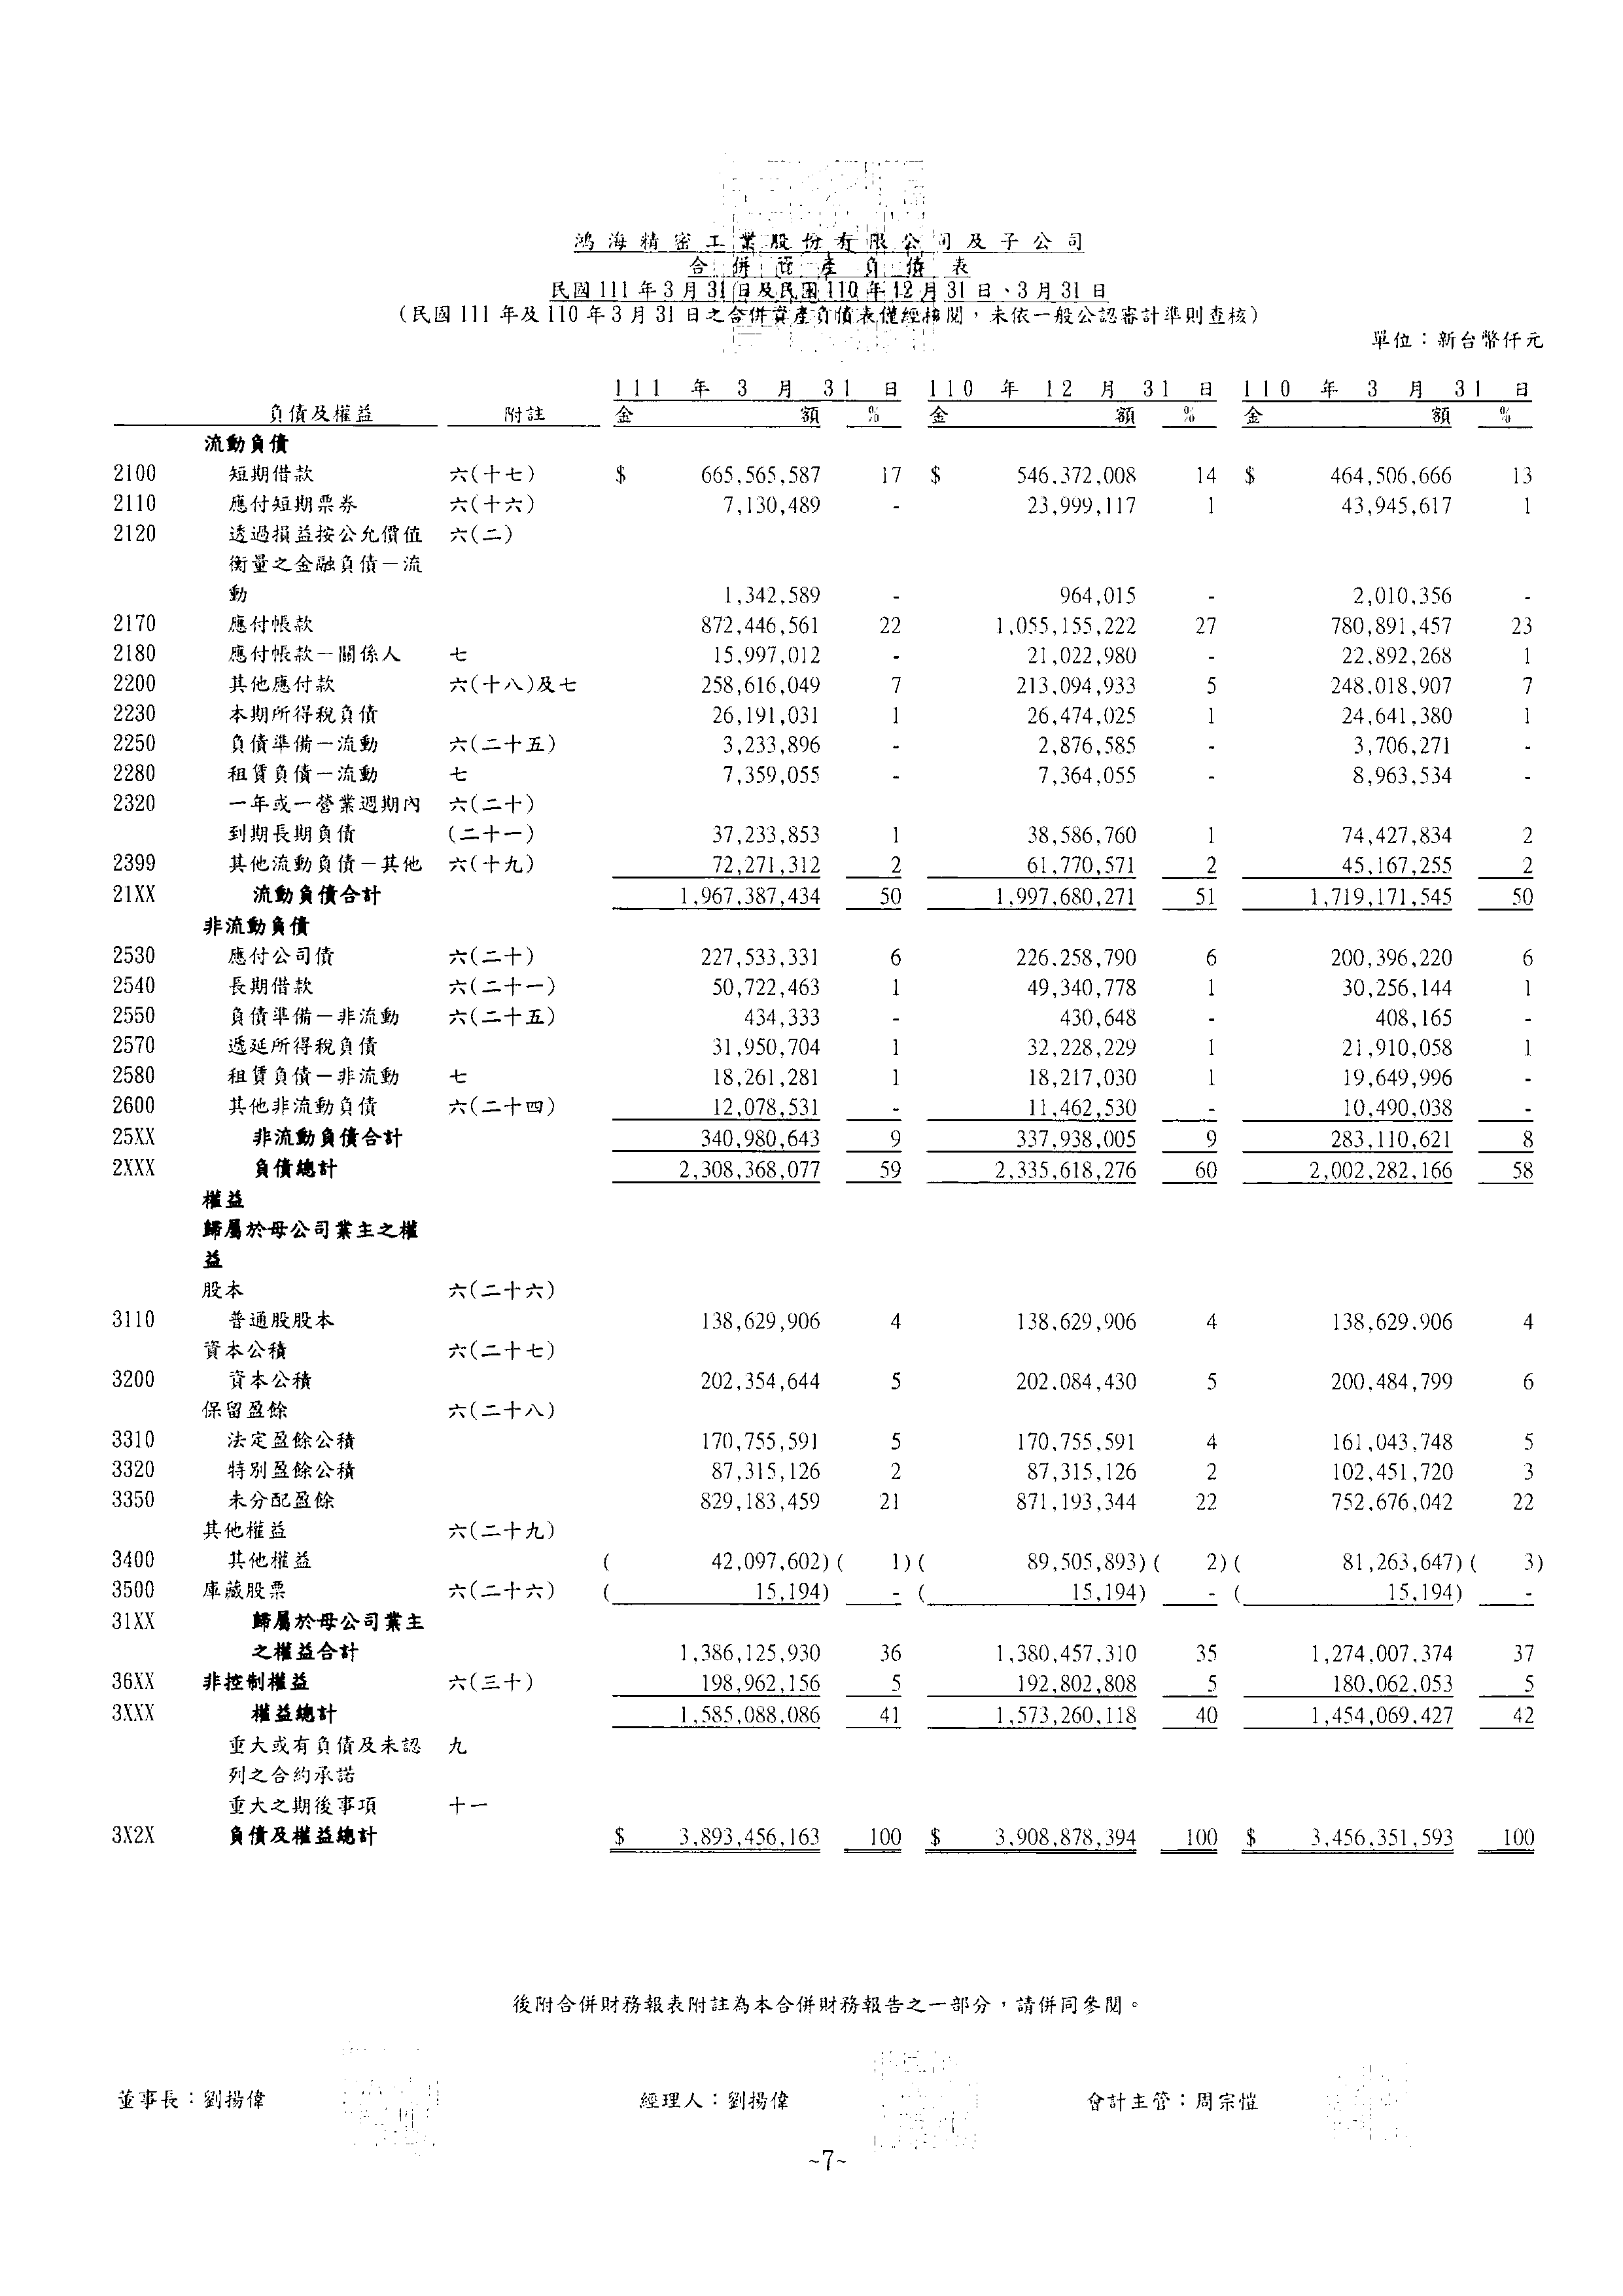 鴻海精密工業股份有限公司及子公司
合併資產負債表
民國111年3月31日及民國110年12月31日、3月31日
(民國111年及110年3月31日之合併資產負債表僅經核閱，未依一般公認審計準則查核)
單位：新台幣仟元
111年3月31日 110年12月31日 110年3月31日
負債及權益 附註 金額 % 金額 % 金額 %
流動負債
2100 短期借款 六(十七) $ 665,565,587 17 $ 546,372,008 14 $ 464,506,666 13
2110 應付短期票券 六(十六) 7,130,489 - 23,999,117 1 43,945,617 1
2120 透過損益按公允價值 六(二)
衡量之金融負債－流
動 1,342,589 - 964,015 - 2,010,356 -
2170 應付帳款 872,446,561 22 1,055,155,222 27 780,891,457 23
2180 應付帳款－關係人 七 15,997,012 - 21,022,980 - 22,892,268 1
2200 其他應付款 六(十八)及七 258,616,049 7 213,094,933 5 248,018,907 7
2230 本期所得稅負債 26,191,031 1 26,474,025 1 24,641,380 1
2250 負債準備－流動 六(二十五) 3,233,896 - 2,876,585 - 3,706,271 -
2280 租賃負債－流動 七 7,359,055 - 7,364,055 - 8,963,534 -
2320 一年或一營業週期內 六(二十)
到期長期負債 (二十一) 37,233,853 1 38,586,760 1 74,427,834 2
2399 其他流動負債－其他 六(十九) 72,271,312 2 61,770,571 2 45,167,255 2
21XX 流動負債合計 1,967,387,434 50 1,997,680,271 51 1,719,171,545 50
非流動負債
2530 應付公司債 六(二十) 227,533,331 6 226,258,790 6 200,396,220 6
2540 長期借款 六(二十一) 50,722,463 1 49,340,778 1 30,256,144 1
2550 負債準備－非流動 六(二十五) 434,333 - 430,648 - 408,165 -
2570 遞延所得稅負債 31,950,704 1 32,228,229 1 21,910,058 1
2580 租賃負債－非流動 七 18,261,281 1 18,217,030 1 19,649,996 -
2600 其他非流動負債 六(二十四) 12,078,531 - 11,462,530 - 10,490,038 -
25XX 非流動負債合計 340,980,643 9 337,938,005 9 283,110,621 8
2XXX 負債總計 2,308,368,077 59 2,335,618,276 60 2,002,282,166 58
權益
歸屬於母公司業主之權
益
股本 六(二十六)
3110 普通股股本 138,629,906 4 138,629,906 4 138,629,906 4
資本公積 六(二十七)
3200 資本公積 202,354,644 5 202,084,430 5 200,484,799 6
保留盈餘 六(二十八)
3310 法定盈餘公積 170,755,591 5 170,755,591 4 161,043,748 5
3320 特別盈餘公積 87,315,126 2 87,315,126 2 102,451,720 3
3350 未分配盈餘 829,183,459 21 871,193,344 22 752,676,042 22
其他權益 六(二十九)
3400 其他權益 ( 42,097,602) ( 1) ( 89,505,893) ( 2) ( 81,263,647) ( 3)
3500 庫藏股票 六(二十六) ( 15,194) - ( 15,194) - ( 15,194) -
31XX 歸屬於母公司業主
之權益合計 1,386,125,930 36 1,380,457,310 35 1,274,007,374 37
36XX 非控制權益 六(三十) 198,962,156 5 192,802,808 5 180,062,053 5
3XXX 權益總計 1,585,088,086 41 1,573,260,118 40 1,454,069,427 42
重大或有負債及未認 九
列之合約承諾
重大之期後事項 十一
3X2X 負債及權益總計 $ 3,893,456,163 100 $ 3,908,878,394 100 $ 3,456,351,593 100
後附合併財務報表附註為本合併財務報告之一部分，請併同參閱。
董事長：劉揚偉 經理人：劉揚偉 會計主管：周宗愷
~7~